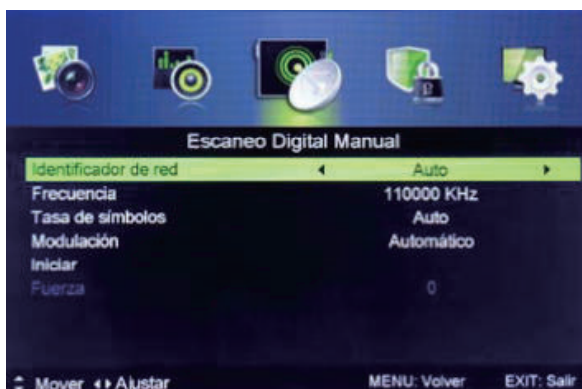 Escaneo Digital Manual
Identificador de red Auto
Frecuencia 110000 KHz
Tasa de símbolos Auto
Modulación Automático
Iniciar
Fuerza 0
Mover Ajustar MENU: Volver EXIT: Salir